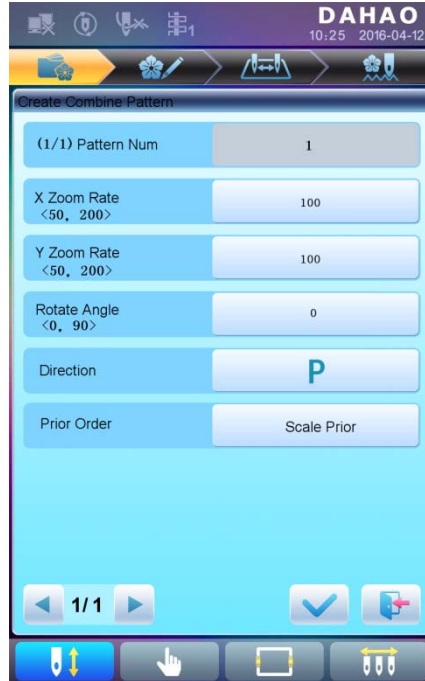 DAHAO
10:25 2016-04-12
1
Create Combine Pattern
(1/1) Pattern Num
1
X Zoom Rate
<50, 200>
100
Y Zoom Rate
<50, 200>
100
Rotate Angle
<0, 90>
0
Direction
P
Prior Order
Scale Prior
1/1